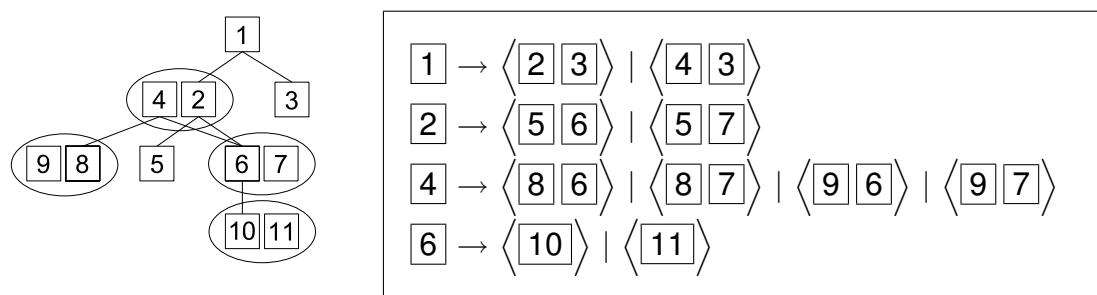 1
4 2 3
9 8 5 6 7
10 11
1 → ⟨2 3⟩ | ⟨4 3⟩
2 → ⟨5 6⟩ | ⟨5 7⟩
4 → ⟨8 6⟩ | ⟨8 7⟩ | ⟨9 6⟩ | ⟨9 7⟩
6 → ⟨10⟩ | ⟨11⟩